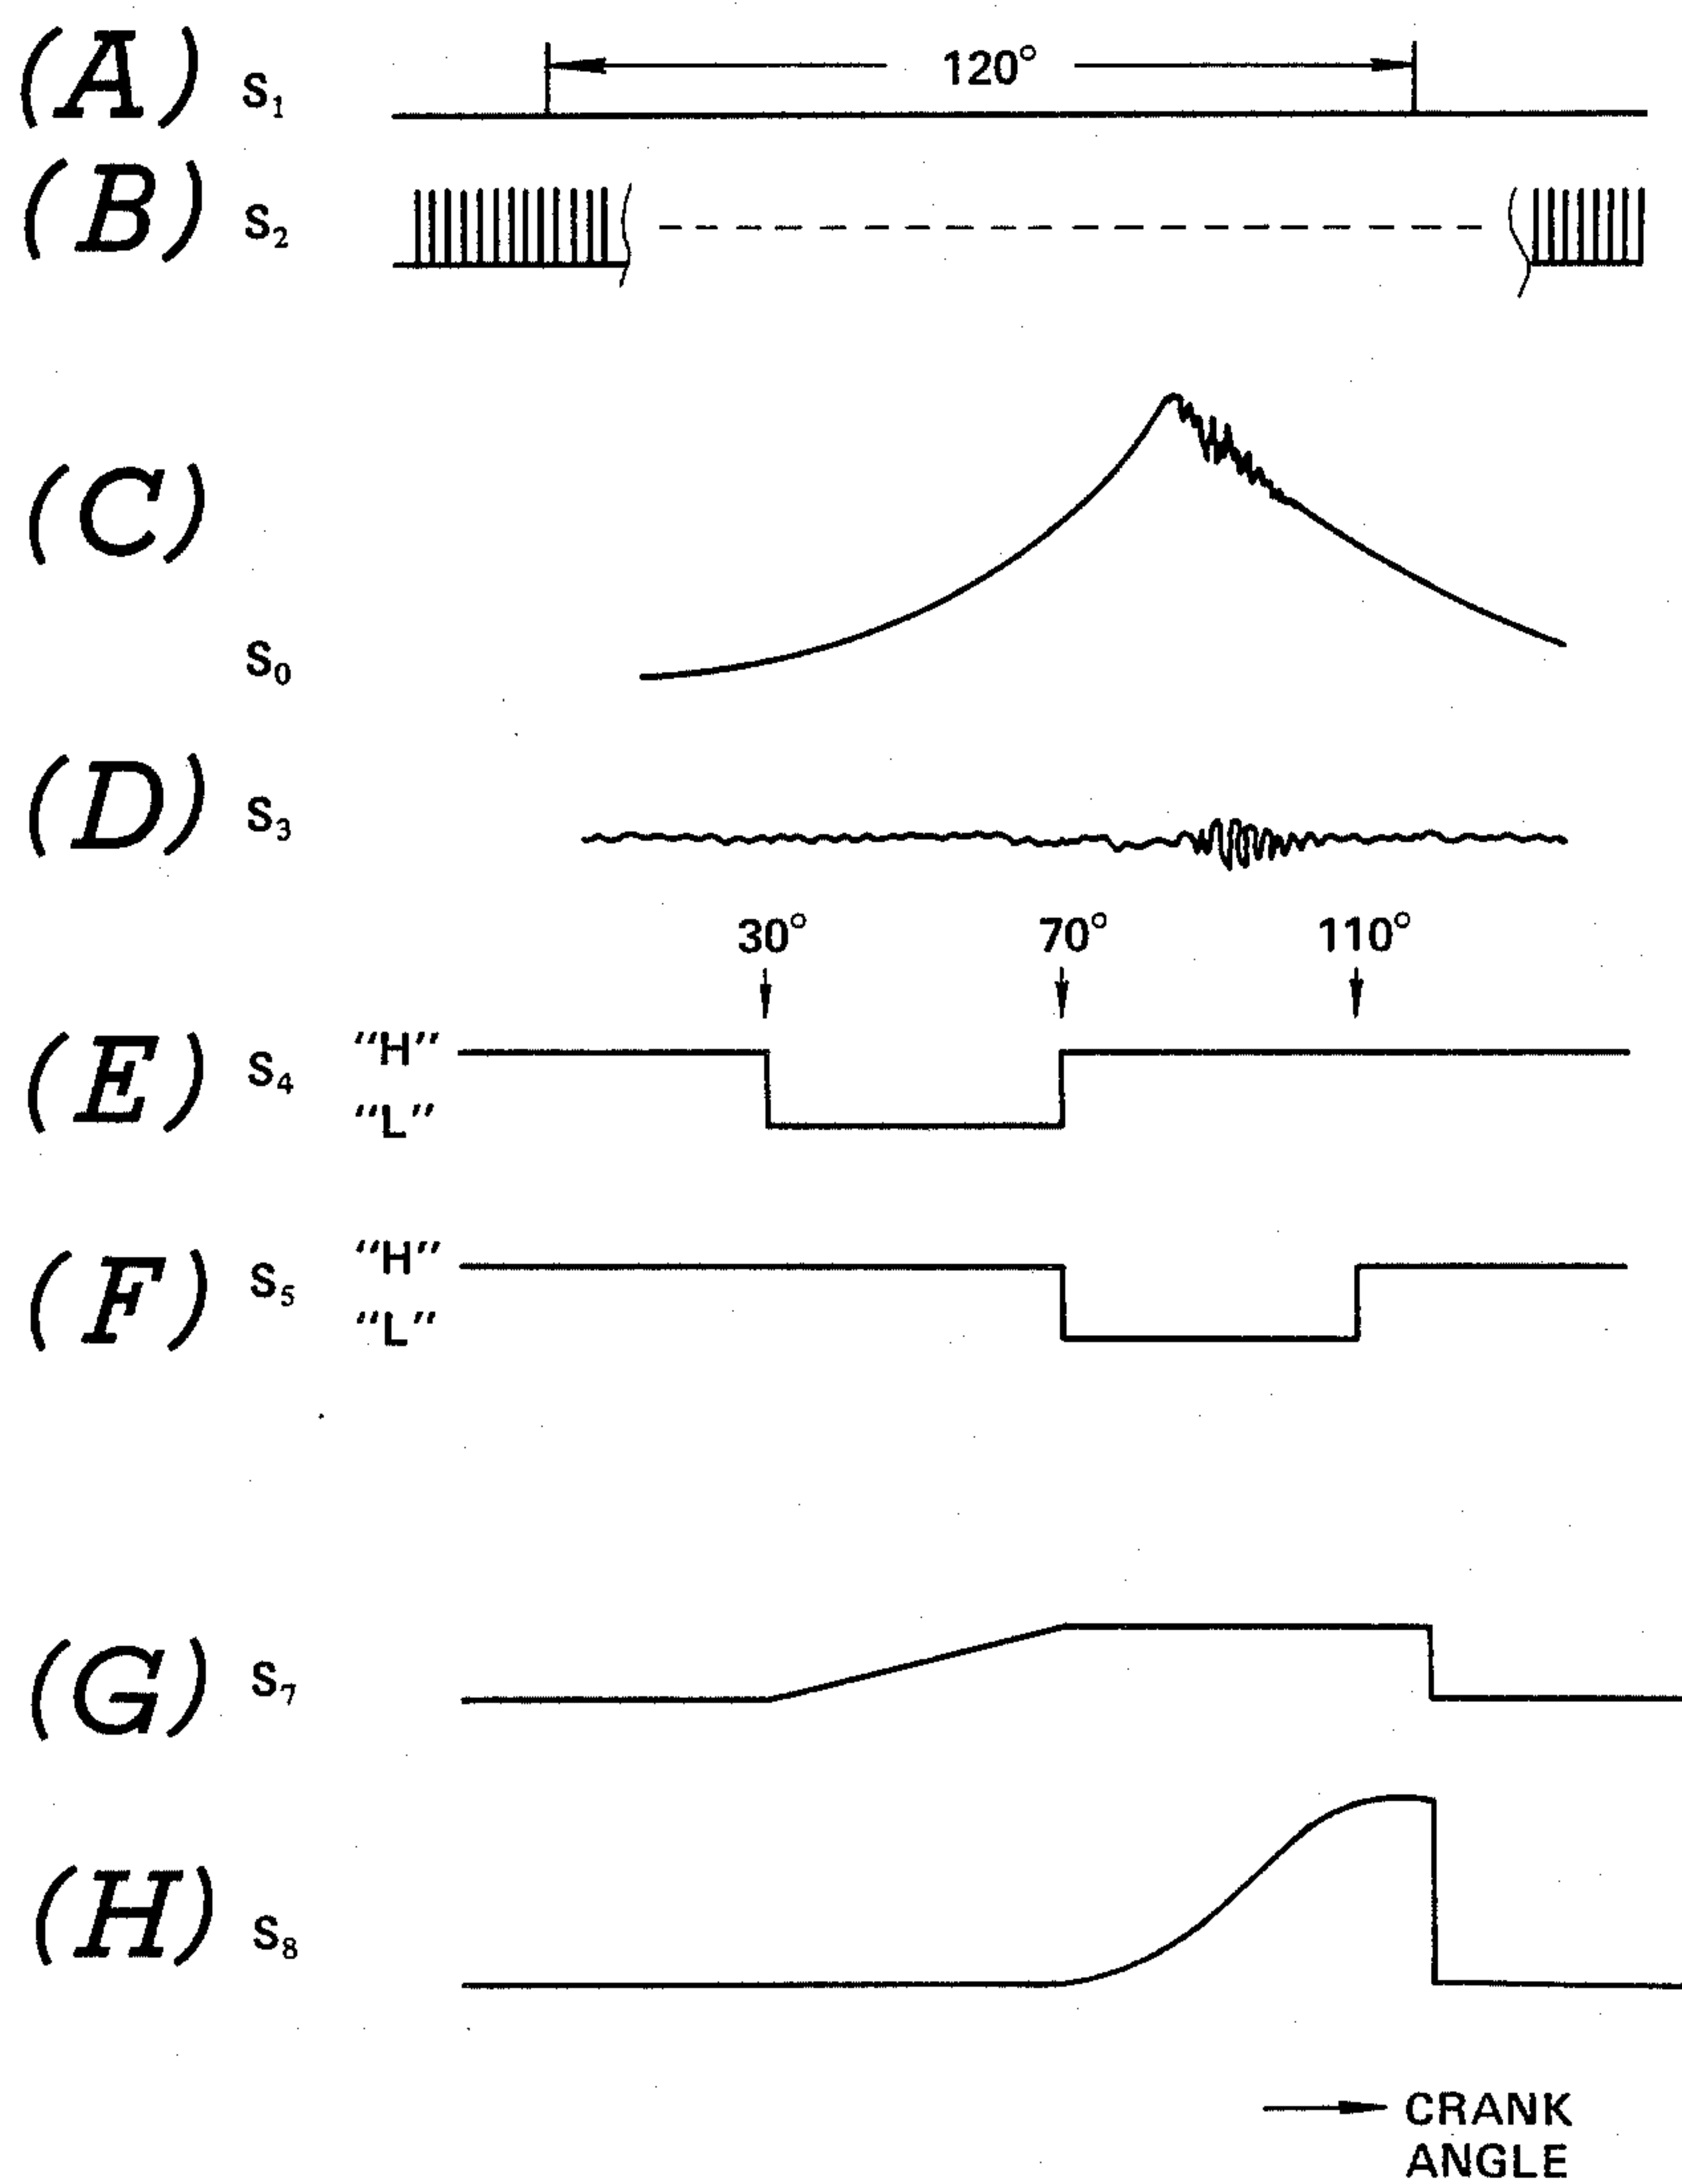 (A) S₁ 120°
(B) S₂
(C)
S₀
(D) S₃
30° 70° 110°
(E) S₄ "H"
"L"
(F) S₅ "H"
"L"
(G) S₇
(H) S₈
CRANK
ANGLE